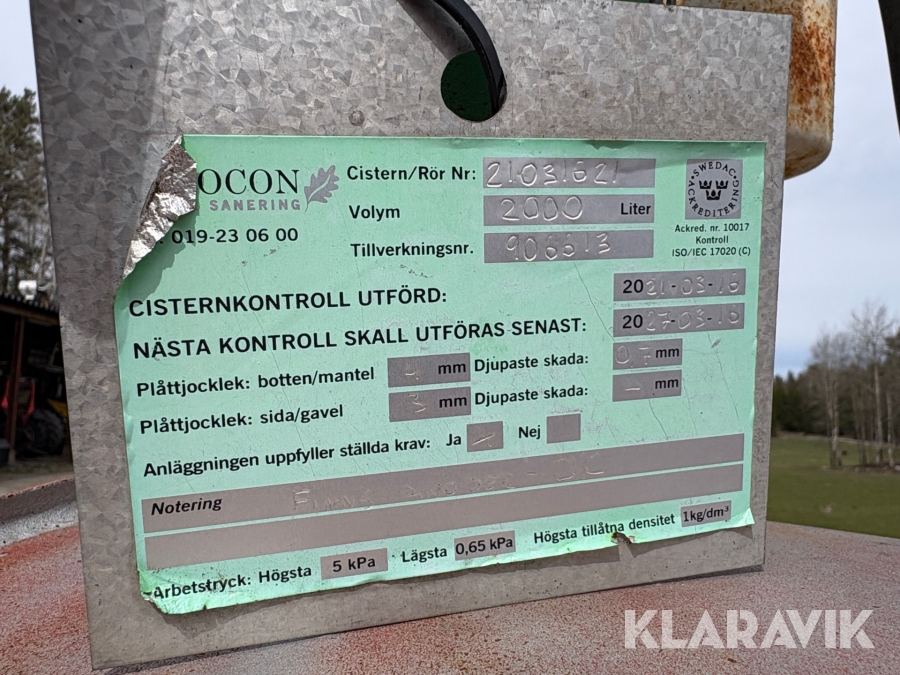 OCON
SANERING
019-23 06 00
Cistern/Rör Nr: 21031621
Volym 2000 Liter
Tillverkningsnr. 906613
SWEDAC
ACKREDITERING
Ackred. nr. 10017
Kontroll
ISO/IEC 17020 (C)
CISTERNKONTROLL UTFÖRD: 2021-03-16
NÄSTA KONTROLL SKALL UTFÖRAS SENAST: 2027-03-16
Plåttjocklek: botten/mantel 4 mm Djupaste skada: 0,7 mm
Plåttjocklek: sida/gavel 3 mm Djupaste skada: - mm
Anläggningen uppfyller ställda krav: Ja - Nej
Notering
Arbetstryck: Högsta 5 kPa Lägsta 0,65 kPa Högsta tillåtna densitet 1kg/dm³
KLARAVIK